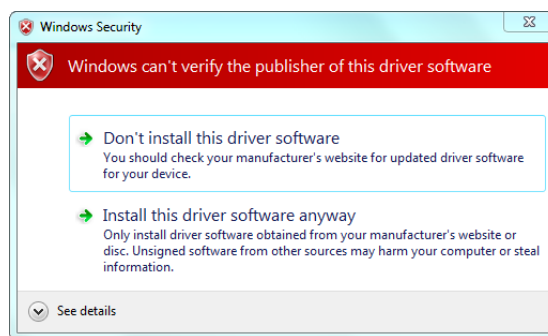 Windows Security
Windows can't verify the publisher of this driver software
Don't install this driver software
You should check your manufacturer's website for updated driver software
for your device.
Install this driver software anyway
Only install driver software obtained from your manufacturer's website or
disc. Unsigned software from other sources may harm your computer or steal
information.
See details